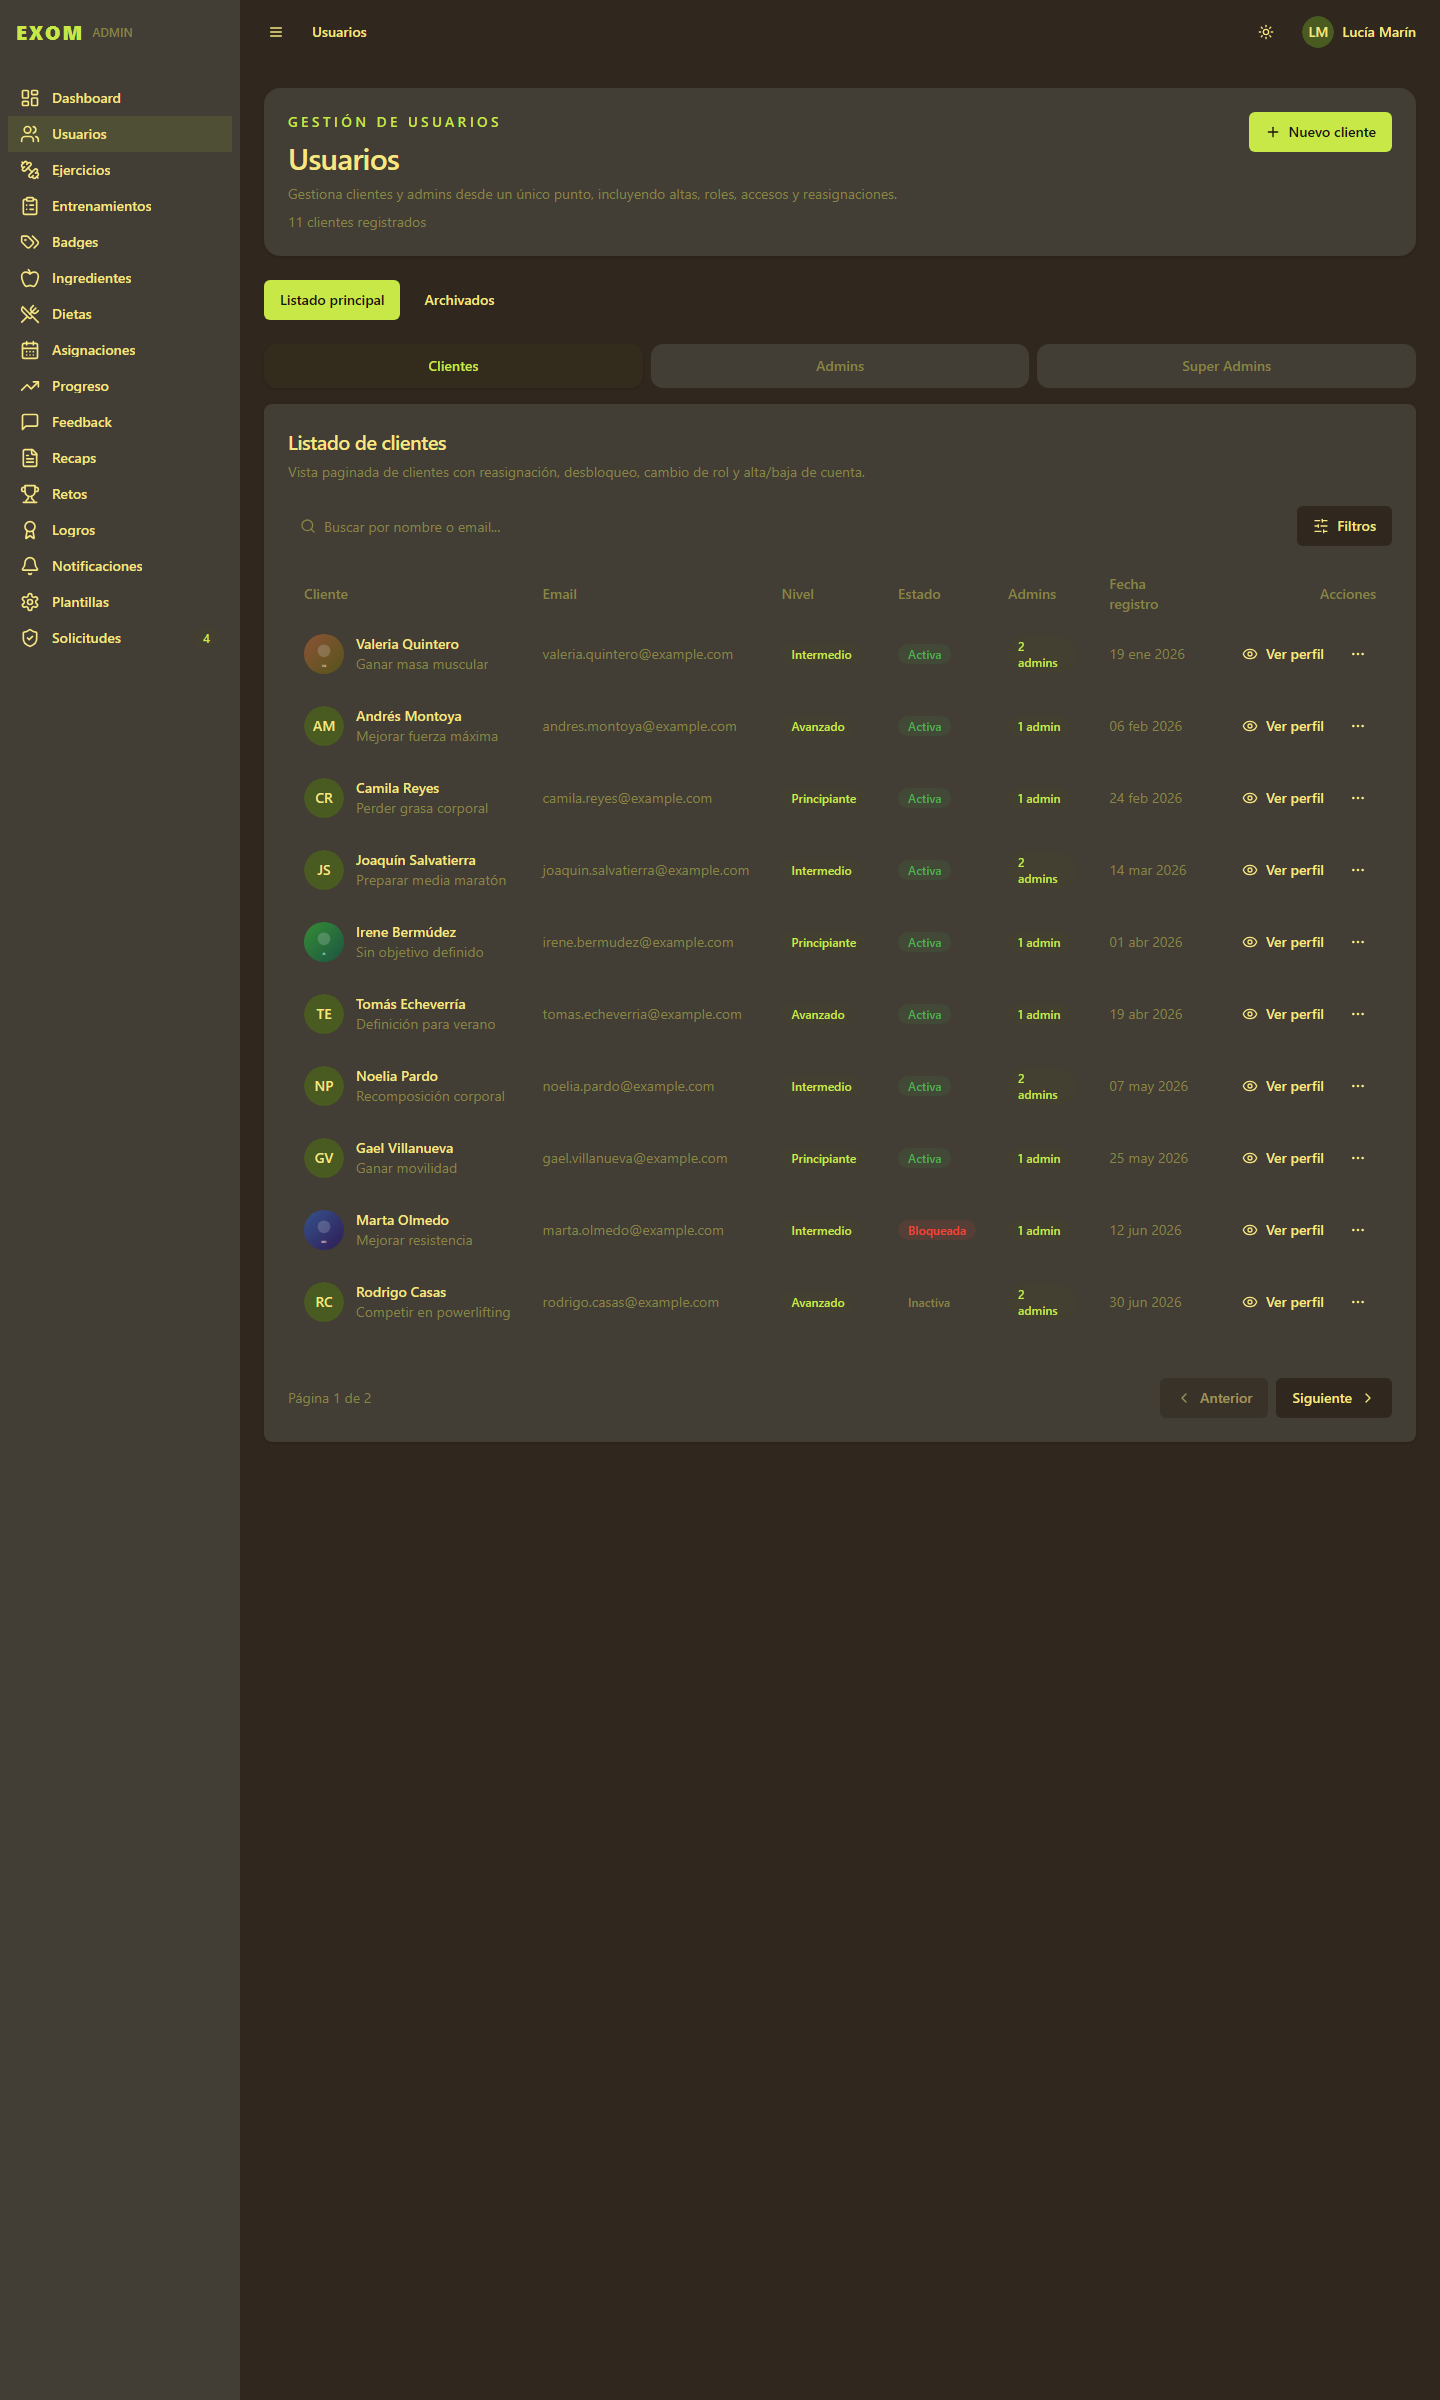 EXOM ADMIN
Usuarios
LM Lucía Marín
Dashboard
Usuarios
Ejercicios
Entrenamientos
Badges
Ingredientes
Dietas
Asignaciones
Progreso
Feedback
Recaps
Retos
Logros
Notificaciones
Plantillas
Solicitudes 4
GESTIÓN DE USUARIOS
Usuarios
Gestiona clientes y admins desde un único punto, incluyendo altas, roles, accesos y reasignaciones.
11 clientes registrados
Nuevo cliente
Listado principal Archivados
Clientes Admins Super Admins
Listado de clientes
Vista paginada de clientes con reasignación, desbloqueo, cambio de rol y alta/baja de cuenta.
Buscar por nombre o email... Filtros
Cliente Email Nivel Estado Admins Fecha registro Acciones
Valeria Quintero
Ganar masa muscular
valeria.quintero@example.com Intermedio Activa 2 admins 19 ene 2026 Ver perfil
AM Andrés Montoya
Mejorar fuerza máxima
andres.montoya@example.com Avanzado Activa 1 admin 06 feb 2026 Ver perfil
CR Camila Reyes
Perder grasa corporal
camila.reyes@example.com Principiante Activa 1 admin 24 feb 2026 Ver perfil
JS Joaquín Salvatierra
Preparar media maratón
joaquin.salvatierra@example.com Intermedio Activa 2 admins 14 mar 2026 Ver perfil
Irene Bermúdez
Sin objetivo definido
irene.bermudez@example.com Principiante Activa 1 admin 01 abr 2026 Ver perfil
TE Tomás Echeverría
Definición para verano
tomas.echeverria@example.com Avanzado Activa 1 admin 19 abr 2026 Ver perfil
NP Noelia Pardo
Recomposición corporal
noelia.pardo@example.com Intermedio Activa 2 admins 07 may 2026 Ver perfil
GV Gael Villanueva
Ganar movilidad
gael.villanueva@example.com Principiante Activa 1 admin 25 may 2026 Ver perfil
Marta Olmedo
Mejorar resistencia
marta.olmedo@example.com Intermedio Bloqueada 1 admin 12 jun 2026 Ver perfil
RC Rodrigo Casas
Competir en powerlifting
rodrigo.casas@example.com Avanzado Inactiva 2 admins 30 jun 2026 Ver perfil
Página 1 de 2 Anterior Siguiente